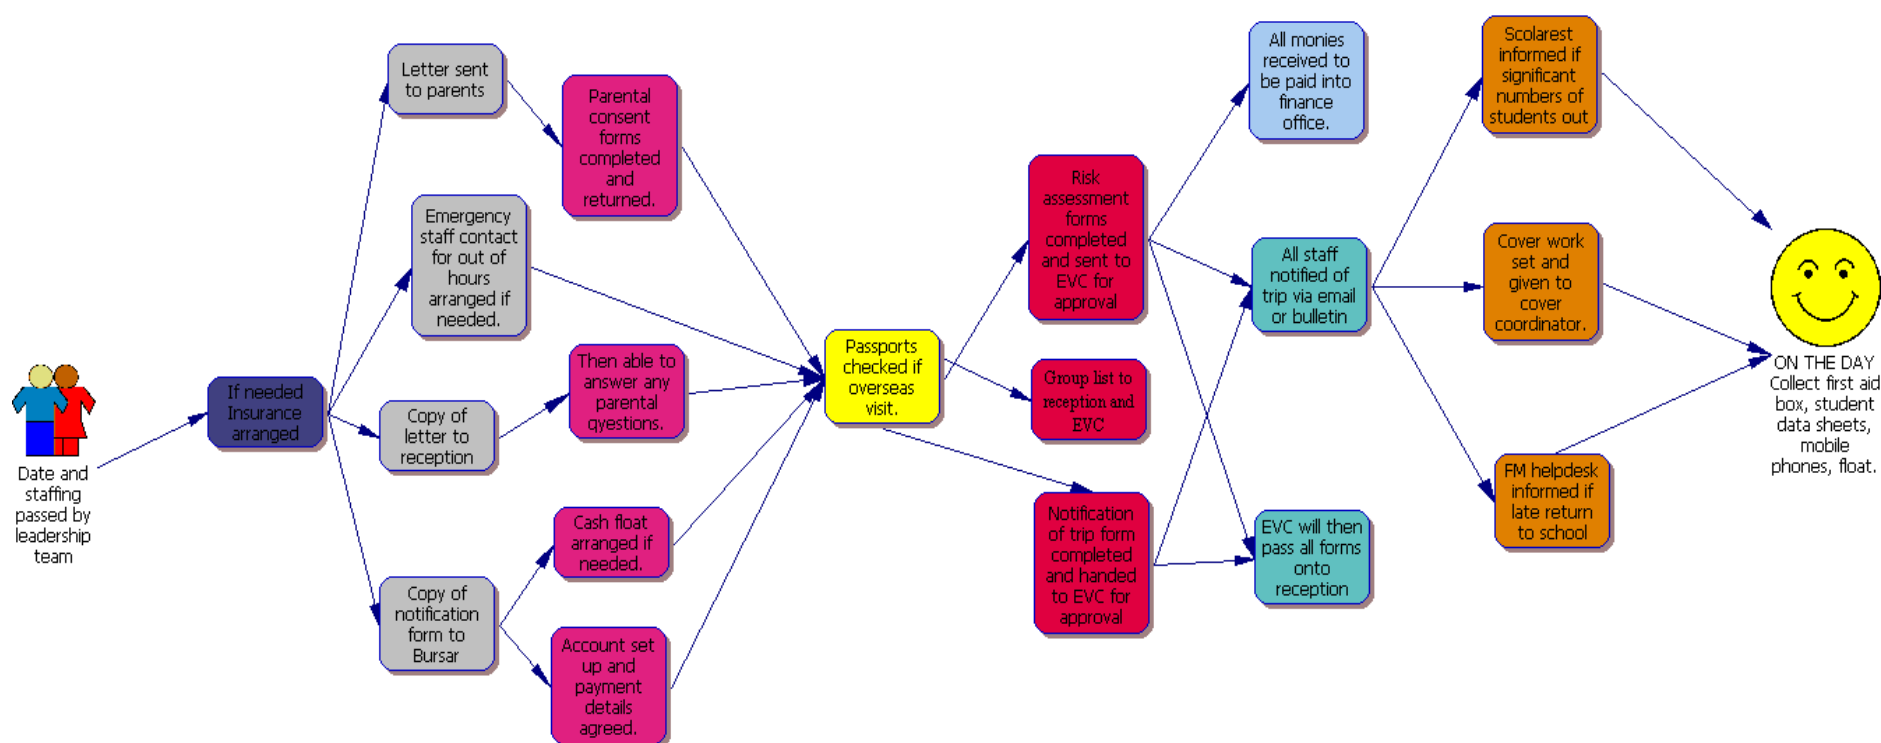 Date and
staffing
passed by
leadership
team
If needed
Insurance
arranged
Letter sent
to parents
Emergency
staff contact
for out of
hours
arranged if
needed.
Copy of
letter to
reception
Copy of
notification
form to
Bursar
Parental
consent
forms
completed
and
returned.
Then able to
answer any
parental
qyestions.
Cash float
arranged if
needed.
Account set
up and
payment
details
agreed.
Passports
checked if
overseas
visit.
Risk
assessment
forms
completed
and sent to
EVC for
approval
Group list to
reception and
EVC
Notification
of trip form
completed
and handed
to EVC for
approval
All monies
received to
be paid into
finance
office.
All staff
notified of
trip via email
or bulletin
EVC will then
pass all forms
onto
reception
Scolarest
informed if
significant
numbers of
students out
Cover work
set and
given to
cover
coordinator.
FM helpdesk
informed if
late return
to school
ON THE DAY
Collect first aid
box, student
data sheets,
mobile
phones, float.